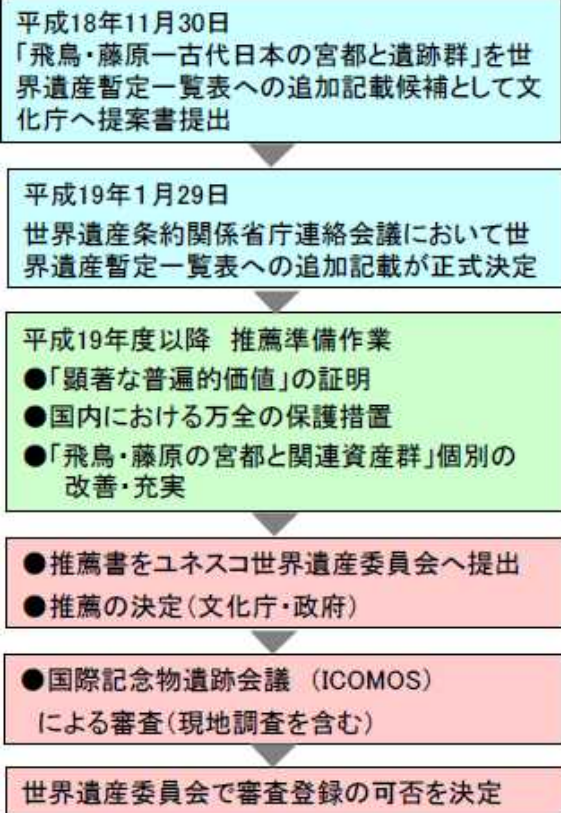 平成18年11月30日
「飛鳥・藤原ー古代日本の宮都と遺跡群」を世
界遺産暫定一覧表への追加記載候補として文
化庁へ提案書提出
平成19年1月29日
世界遺産条約関係省庁連絡会議において世
界遺産暫定一覧表への追加記載が正式決定
平成19年度以降 推薦準備作業
●「顕著な普遍的価値」の証明
●国内における万全の保護措置
●「飛鳥・藤原の宮都と関連資産群」個別の
改善・充実
●推薦書をユネスコ世界遺産委員会へ提出
●推薦の決定(文化庁・政府)
●国際記念物遺跡会議 (ICOMOS)
による審査(現地調査を含む)
世界遺産委員会で審査登録の可否を決定